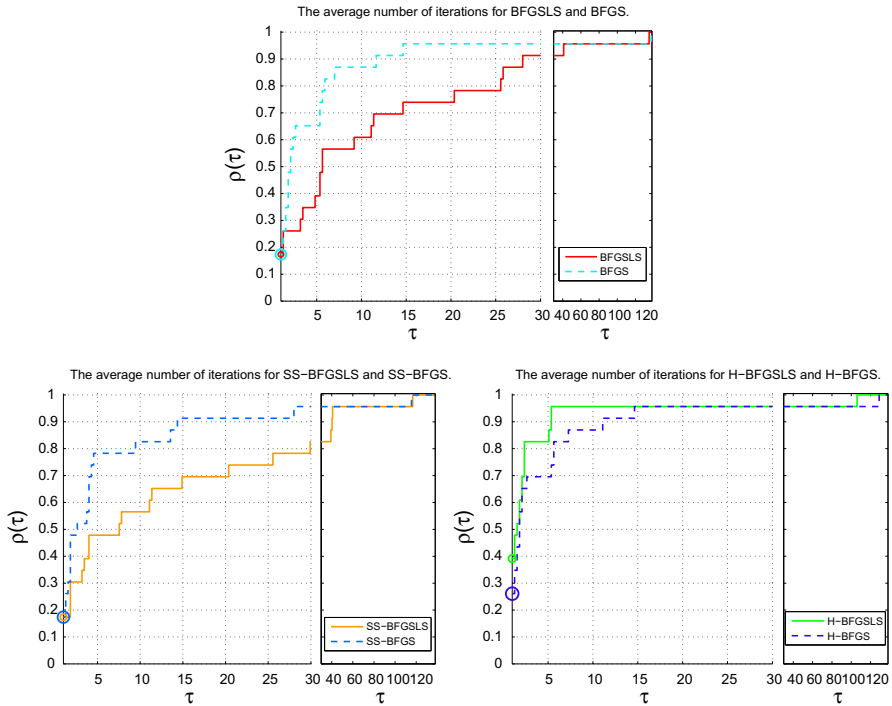 The average number of iterations for BFGSLS and BFGS.
1
0.9
0.8
0.7
0.6
0.5
0.4
0.3
0.2
0.1
0
ρ(τ)
5 10 15 20 25 30
τ
40 60 80 100 120
τ
BFGSLS
BFGS
The average number of iterations for SS−BFGSLS and SS−BFGS.
1
0.9
0.8
0.7
0.6
0.5
0.4
0.3
0.2
0.1
0
ρ(τ)
5 10 15 20 25 30
τ
40 60 80 100 120
τ
SS−BFGSLS
SS−BFGS
The average number of iterations for H−BFGSLS and H−BFGS.
1
0.9
0.8
0.7
0.6
0.5
0.4
0.3
0.2
0.1
0
ρ(τ)
5 10 15 20 25 30
τ
40 60 80 100 120
τ
H−BFGSLS
H−BFGS